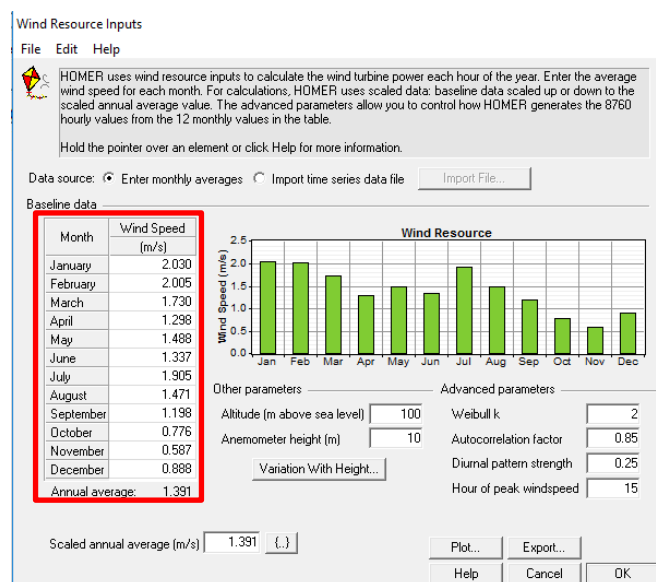 Wind Resource Inputs
File Edit Help
HOMER uses wind resource inputs to calculate the wind turbine power each hour of the year. Enter the average
wind speed for each month. For calculations, HOMER uses scaled data: baseline data scaled up or down to the
scaled annual average value. The advanced parameters allow you to control how HOMER generates the 8760
hourly values from the 12 monthly values in the table.
Hold the pointer over an element or click Help for more information.
Data source: Enter monthly averages Import time series data file Import File...
Baseline data
Month Wind Speed
(m/s)
January 2.030
February 2.005
March 1.730
April 1.298
May 1.488
June 1.337
July 1.905
August 1.471
September 1.198
October 0.776
November 0.587
December 0.888
Annual average: 1.391
Wind Resource
Wind Speed (m/s)
2.5
2.0
1.5
1.0
0.5
0.0
Jan Feb Mar Apr May Jun Jul Aug Sep Oct Nov Dec
Other parameters
Altitude (m above sea level) 100
Anemometer height (m) 10
Variation With Height...
Advanced parameters
Weibull k 2
Autocorrelation factor 0.85
Diurnal pattern strength 0.25
Hour of peak windspeed 15
Scaled annual average (m/s) 1.391 {..}
Plot... Export...
Help Cancel OK